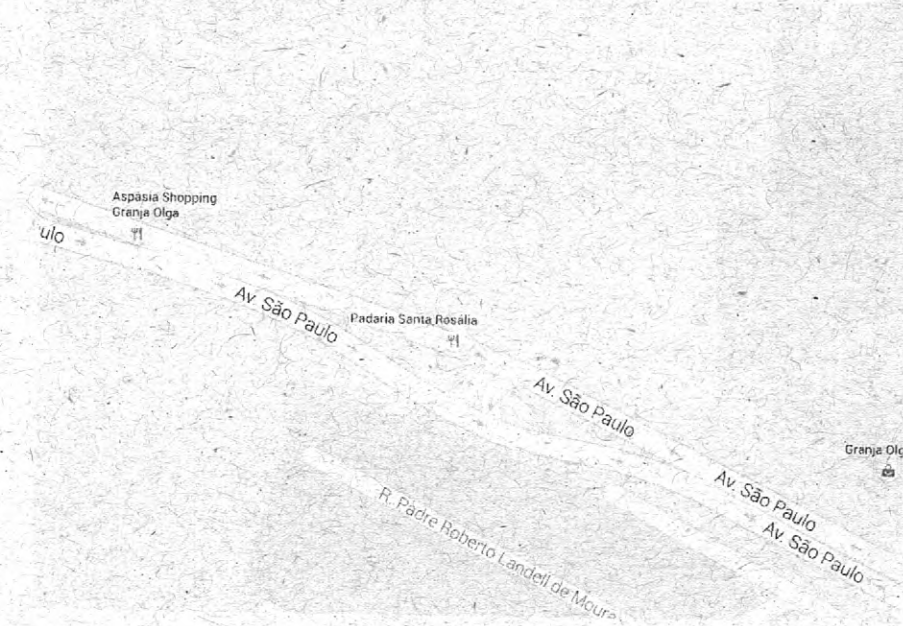 Aspásia Shopping
Granja Olga
ulo
Av. São Paulo
Padaria Santa Rosália
Av. São Paulo
Granja Olg
Av. São Paulo
Av. São Paulo
R. Padre Roberto Landell de Moura